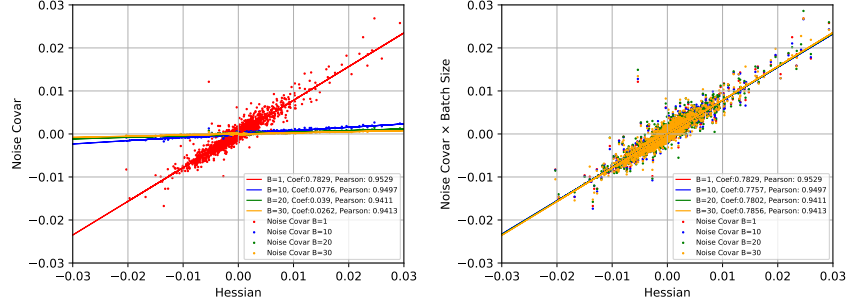 0.03
0.02
0.01
0.00
−0.01
−0.02
−0.03
Noise Covar
−0.03 −0.02 −0.01 0.00 0.01 0.02 0.03
Hessian
B=1, Coef:0.7829, Pearson: 0.9529
B=10, Coef:0.0776, Pearson: 0.9497
B=20, Coef:0.039, Pearson: 0.9411
B=30, Coef:0.0262, Pearson: 0.9413
Noise Covar B=1
Noise Covar B=10
Noise Covar B=20
Noise Covar B=30
0.03
0.02
0.01
0.00
−0.01
−0.02
−0.03
Noise Covar × Batch Size
−0.03 −0.02 −0.01 0.00 0.01 0.02 0.03
Hessian
B=1, Coef:0.7829, Pearson: 0.9529
B=10, Coef:0.7757, Pearson: 0.9497
B=20, Coef:0.7802, Pearson: 0.9411
B=30, Coef:0.7856, Pearson: 0.9413
Noise Covar B=1
Noise Covar B=10
Noise Covar B=20
Noise Covar B=30